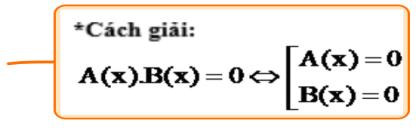 *Cách giải:
A(x).B(x) = 0 ⇔ [ A(x) = 0
B(x) = 0